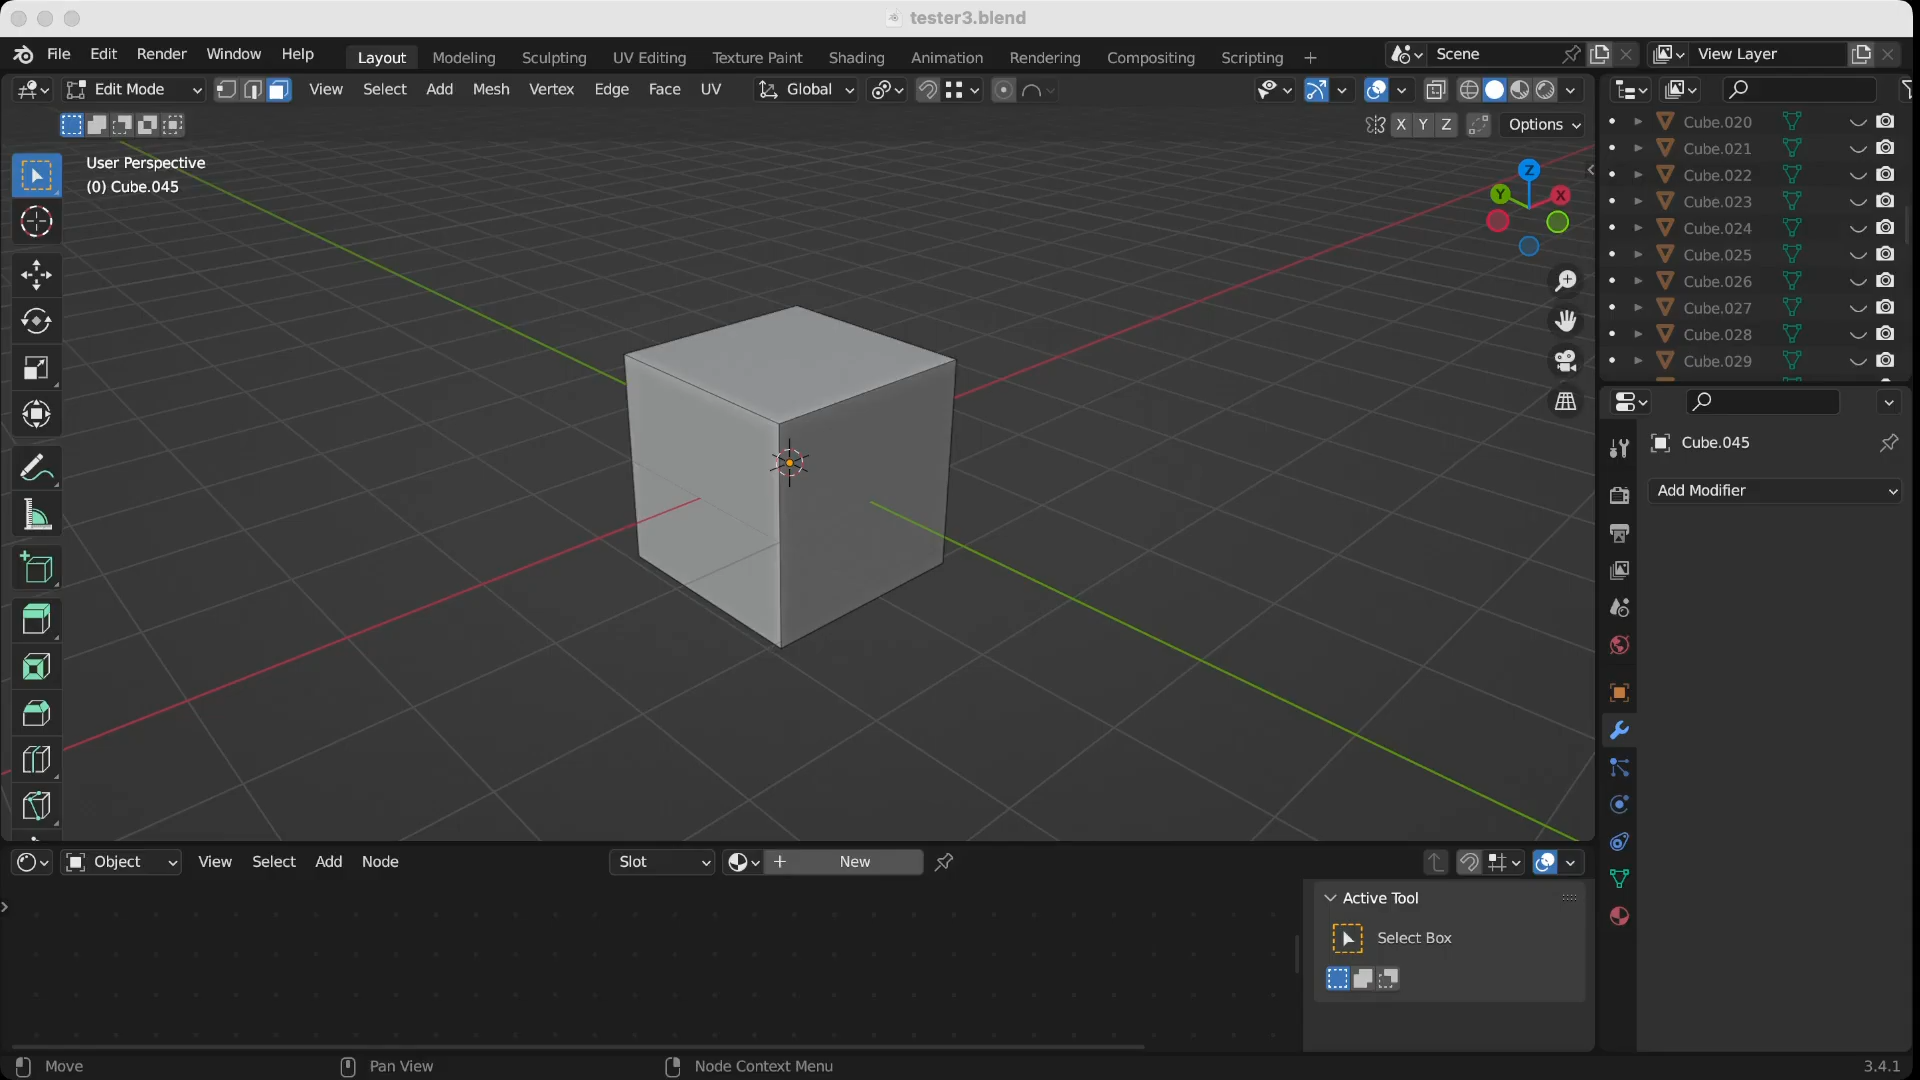 tester3.blend
File Edit Render Window Help Layout Modeling Sculpting UV Editing Texture Paint Shading Animation Rendering Compositing Scripting + Scene View Layer
Edit Mode View Select Add Mesh Vertex Edge Face UV Global
X Y Z Options
User Perspective
(0) Cube.045
Z
Y X
Cube.020
Cube.021
Cube.022
Cube.023
Cube.024
Cube.025
Cube.026
Cube.027
Cube.028
Cube.029
Cube.045
Add Modifier
Object View Select Add Node Slot + New
Active Tool
Select Box
Move Pan View Node Context Menu 3.4.1